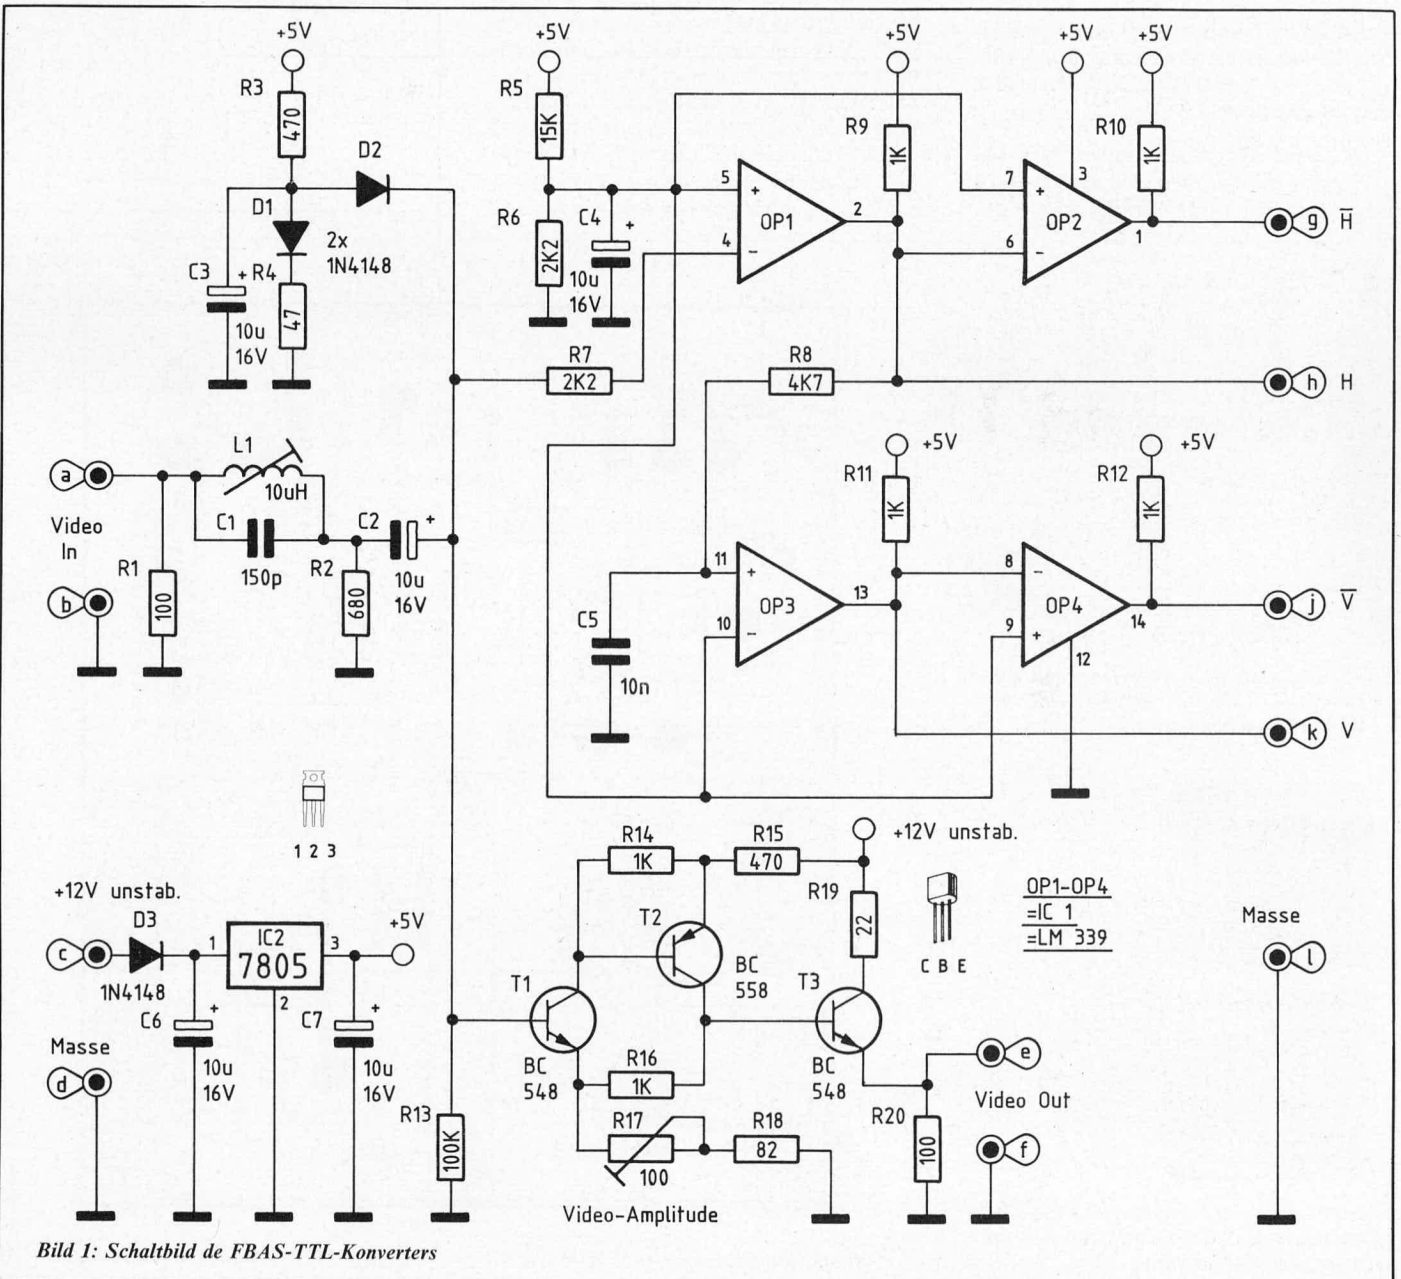 +5V
+5V
+5V
+5V
+5V
R3
470
R5
15K
R9
1K
R10
1K
D2
D1
2x
1N4148
C3
+
R4
10u
16V
47
R6
2K2
C4
+
10u
16V
5
+
4
−
OP1
2
7
+
6
−
OP2
3
1
g
H̅
R7
2K2
R8
4K7
h
H
a
L1
10uH
C1
150p
C2
+
10u
16V
Video
In
R1
100
R2
680
b
+5V
R11
1K
R12
1K
+5V
11
+
10
−
OP3
13
C5
10n
8
−
9
+
OP4
14
12
j
V̅
k
V
1 2 3
R14
1K
R15
470
+12V unstab.
R19
22
C B E
OP1-OP4
=IC 1
=LM 339
Masse
l
+12V unstab.
D3
c
1N4148
1
IC2
7805
3
2
+5V
C6
+
10u
16V
C7
+
10u
16V
Masse
d
T1
BC
548
T2
BC
558
T3
BC
548
R16
1K
R17
100
R18
82
R13
100K
R20
100
e
Video Out
f
Video-Amplitude
Bild 1: Schaltbild de FBAS-TTL-Konverters